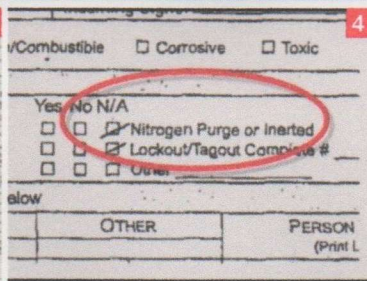 4
/Combustible ☐ Corrosive ☐ Toxic
Yes No N/A
☐ ☐ ☑ Nitrogen Purge or Inerted
☐ ☐ ☑ Lockout/Tagout Complete #
☐ ☐ ☐ Other
elow
OTHER PERSON
(Print L